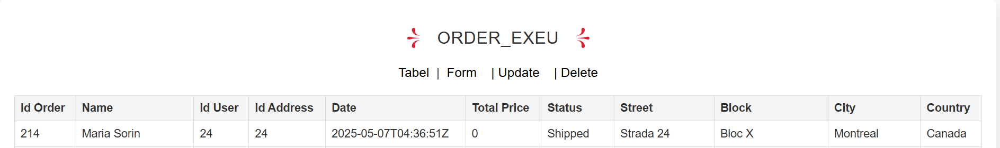 ORDER_EXEU
Tabel | Form | Update | Delete
Id Order Name Id User Id Address Date Total Price Status Street Block City Country
214 Maria Sorin 24 24 2025-05-07T04:36:51Z 0 Shipped Strada 24 Bloc X Montreal Canada